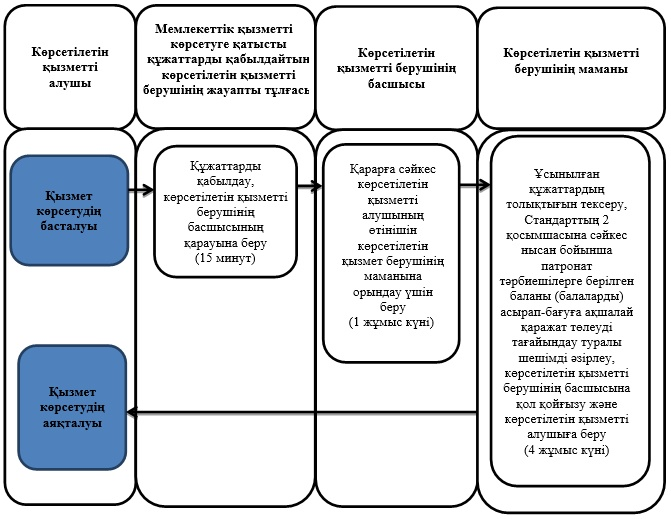 Көрсетілетін
қызметті
алушы
Мемлекеттік қызметті
көрсетуге қатысты
құжаттарды қабылдайтын
көрсетілетін қызметті
берушінің жауапты тұлғасы
Көрсетілетін
қызметті берушінің
басшысы
Көрсетілетін қызметті
берушінің маманы
Қызмет
көрсетудің
басталуы
Құжаттарды
қабылдау,
көрсетілетін қызметті
берушінің
басшысының
қарауына беру
(15 минут)
Қарарға сәйкес
көрсетілетін
қызметті
алушының
өтінішін
көрсетілетін
қызмет берушінің
маманына
орындау үшін
беру
(1 жұмыс күні)
Ұсынылған
құжаттардың
толықтығын тексеру,
Стандарттың 2
қосымшасына сәйкес
нысан бойынша
патронат
тәрбиешілерге берілген
баланы (балаларды)
асырап-бағуға ақшалай
қаражат төлеуді
тағайындау туралы
шешімді әзірлеу,
көрсетілетін қызметті
берушінің басшысына
қол қойғызу және
көрсетілетін қызметті
алушыға беру
(4 жұмыс күні)
Қызмет
көрсетудің
аяқталуы